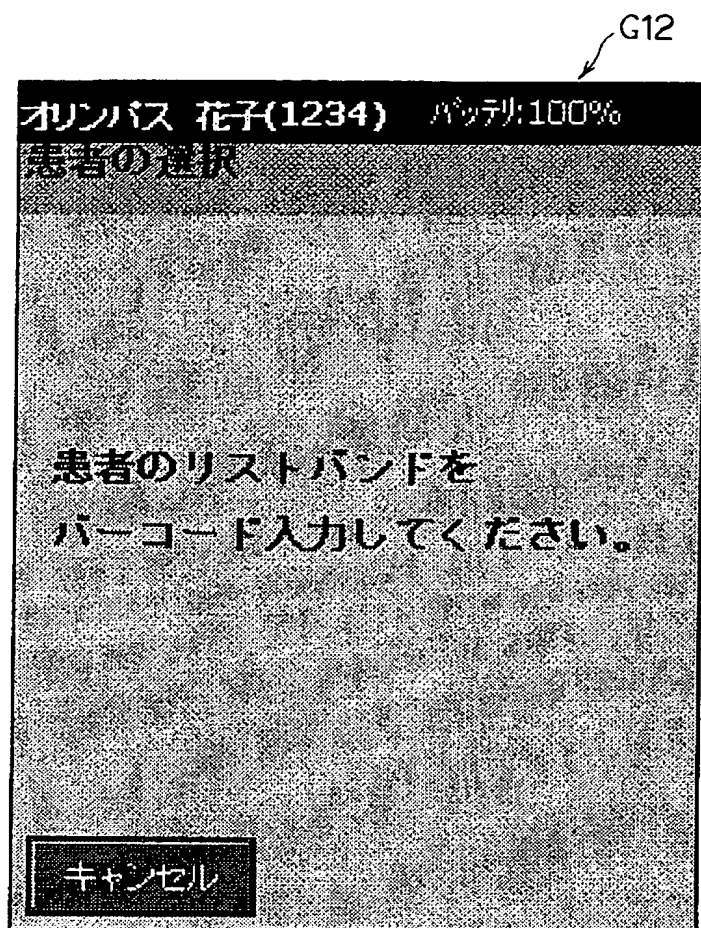 G12
オリンパス 花子(1234) バッテリ:100%
患者の選択
患者のリストバンドを
バーコード入力してください。
キャンセル